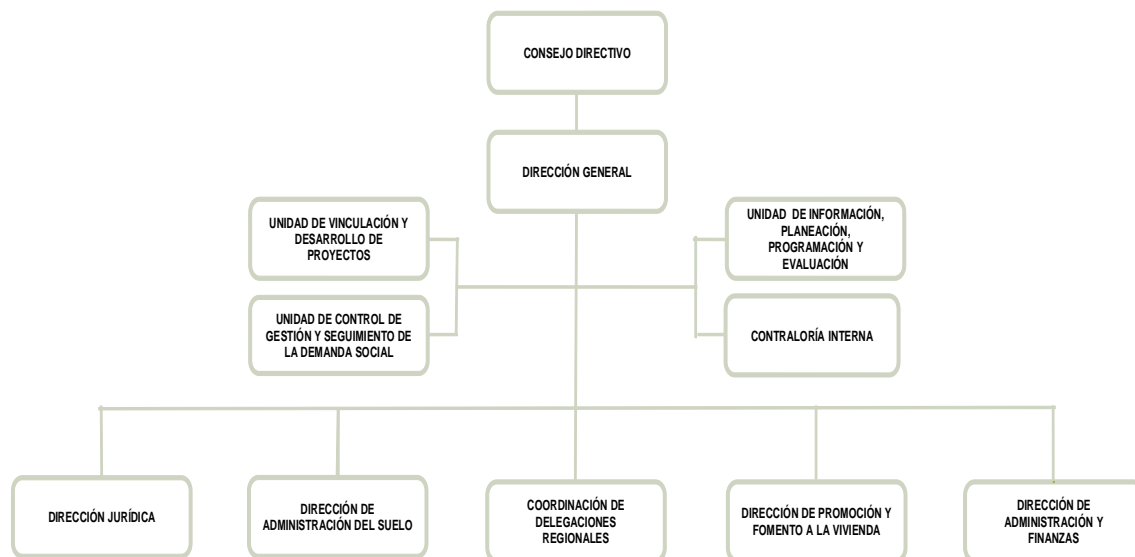 CONSEJO DIRECTIVO
DIRECCIÓN GENERAL
UNIDAD DE VINCULACIÓN Y
DESARROLLO DE
PROYECTOS
UNIDAD DE INFORMACIÓN,
PLANEACIÓN,
PROGRAMACIÓN Y
EVALUACIÓN
UNIDAD DE CONTROL DE
GESTIÓN Y SEGUIMIENTO DE
LA DEMANDA SOCIAL
CONTRALORÍA INTERNA
DIRECCIÓN JURÍDICA
DIRECCIÓN DE
ADMINISTRACIÓN DEL SUELO
COORDINACIÓN DE
DELEGACIONES
REGIONALES
DIRECCIÓN DE PROMOCIÓN Y
FOMENTO A LA VIVIENDA
DIRECCIÓN DE
ADMINISTRACIÓN Y
FINANZAS